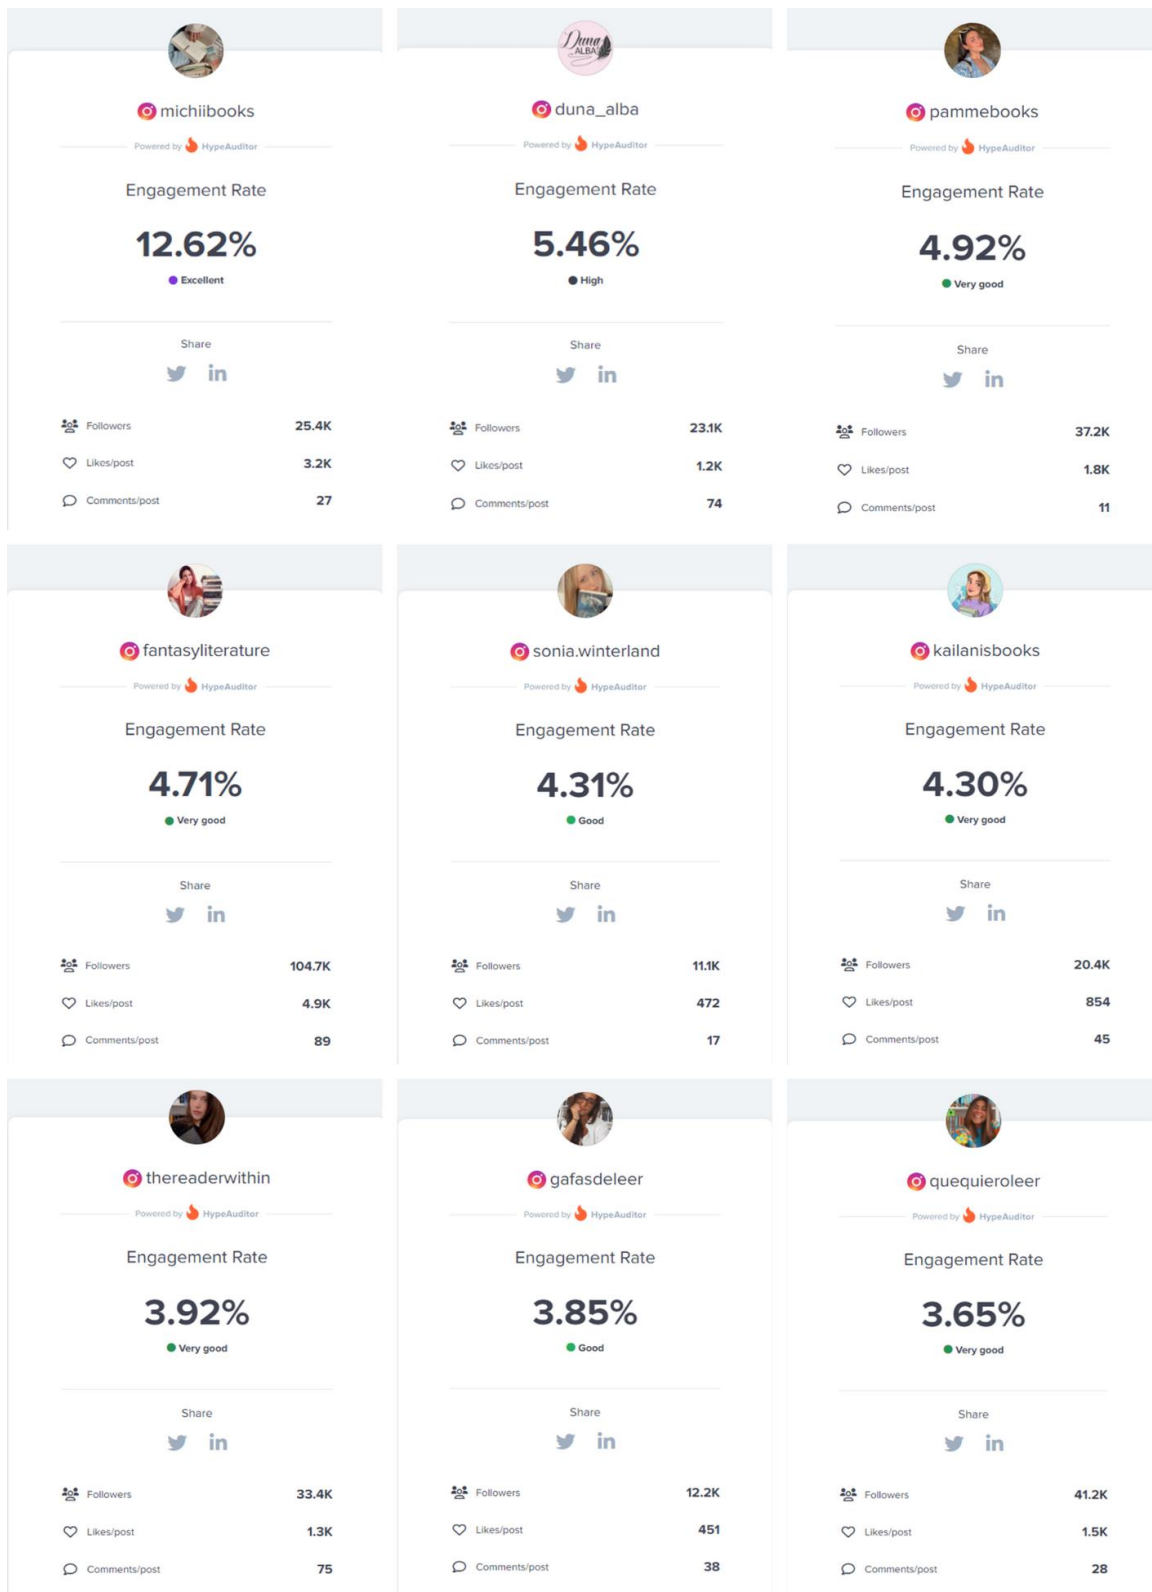 Duna
ALBA
michiibooks
Powered by HypeAuditor
Engagement Rate
12.62%
Excellent
Share
Followers 25.4K
Likes/post 3.2K
Comments/post 27
duna_alba
Powered by HypeAuditor
Engagement Rate
5.46%
High
Share
Followers 23.1K
Likes/post 1.2K
Comments/post 74
pammebooks
Powered by HypeAuditor
Engagement Rate
4.92%
Very good
Share
Followers 37.2K
Likes/post 1.8K
Comments/post 11
fantasyliterature
Powered by HypeAuditor
Engagement Rate
4.71%
Very good
Share
Followers 104.7K
Likes/post 4.9K
Comments/post 89
sonia.winterland
Powered by HypeAuditor
Engagement Rate
4.31%
Good
Share
Followers 11.1K
Likes/post 472
Comments/post 17
kailanisbooks
Powered by HypeAuditor
Engagement Rate
4.30%
Very good
Share
Followers 20.4K
Likes/post 854
Comments/post 45
thereaderwithin
Powered by HypeAuditor
Engagement Rate
3.92%
Very good
Share
Followers 33.4K
Likes/post 1.3K
Comments/post 75
gafasdeleer
Powered by HypeAuditor
Engagement Rate
3.85%
Good
Share
Followers 12.2K
Likes/post 451
Comments/post 38
quequieroleer
Powered by HypeAuditor
Engagement Rate
3.65%
Very good
Share
Followers 41.2K
Likes/post 1.5K
Comments/post 28